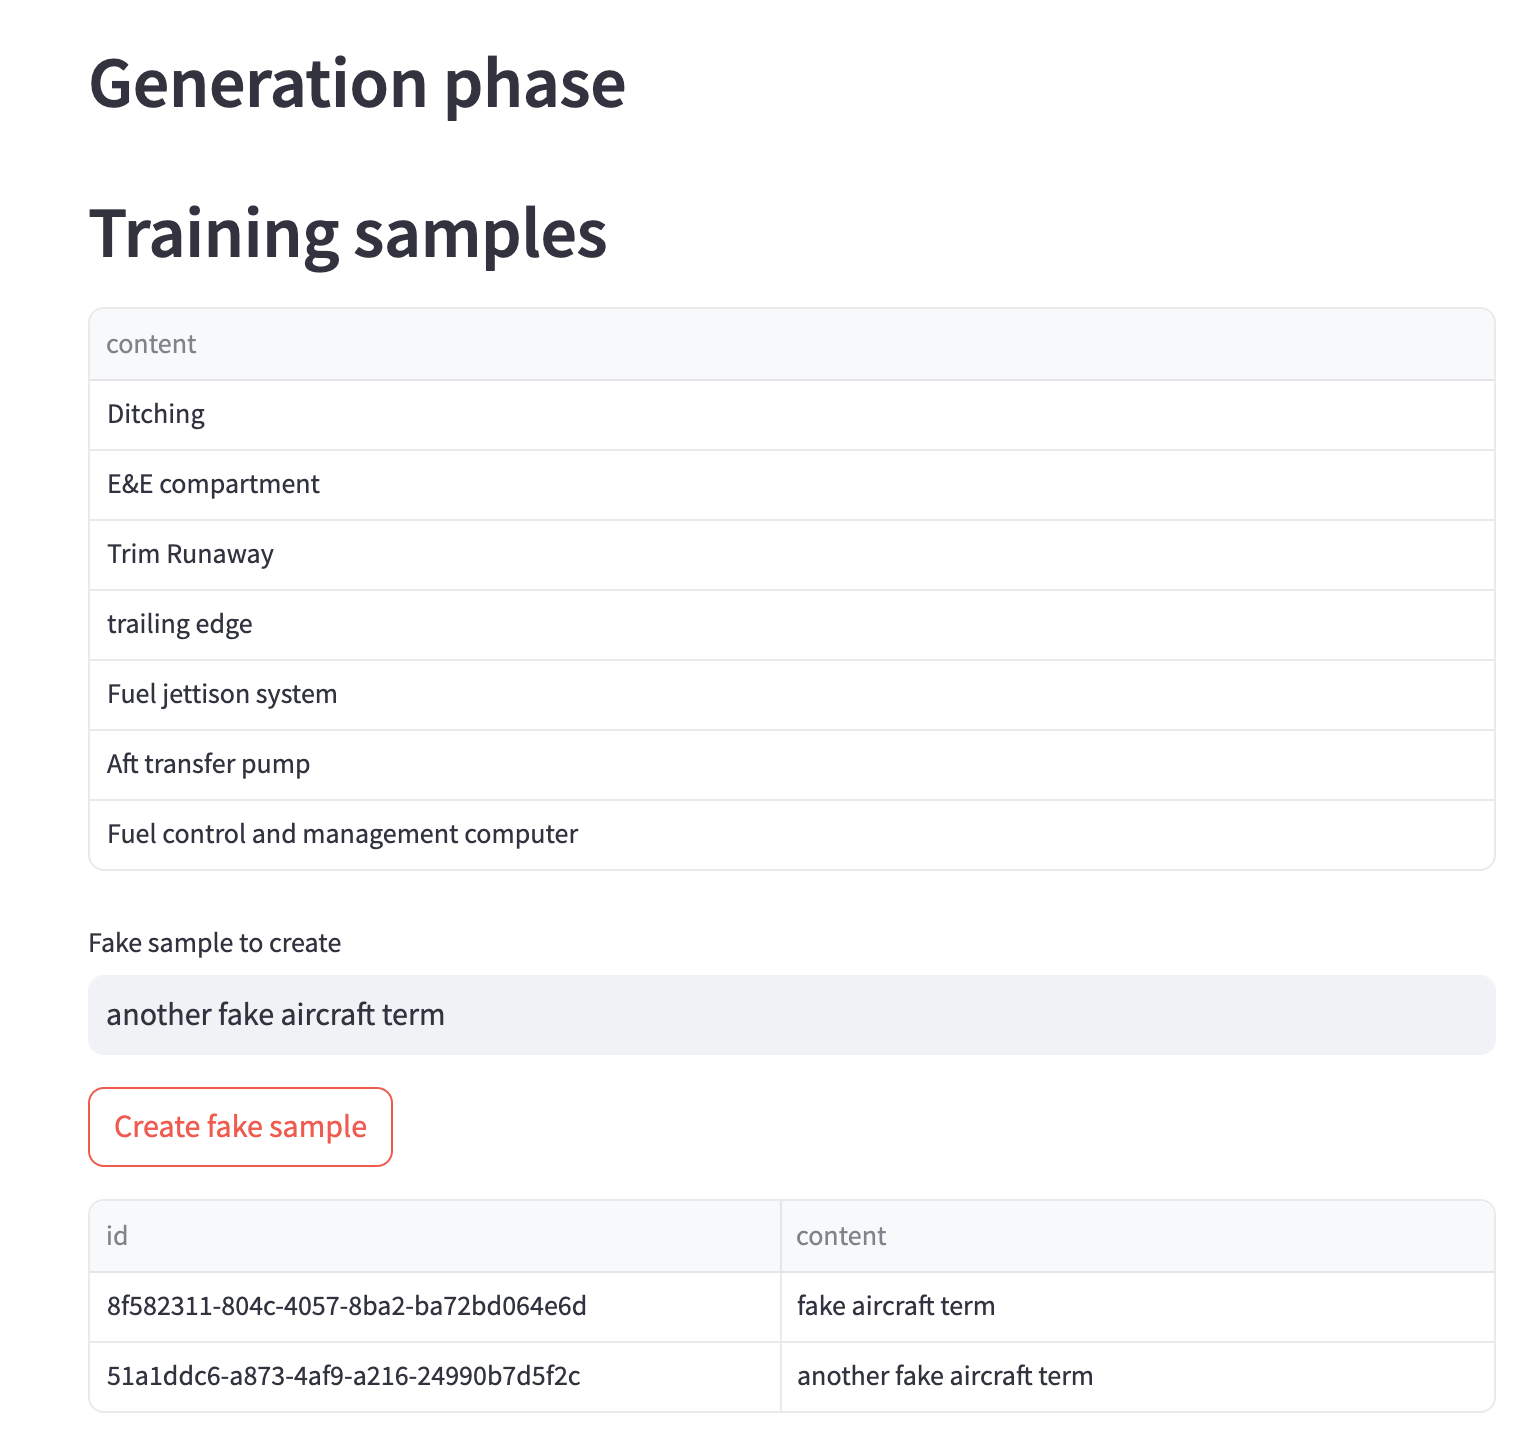 Generation phase
Training samples
content
Ditching
E&E compartment
Trim Runaway
trailing edge
Fuel jettison system
Aft transfer pump
Fuel control and management computer
Fake sample to create
another fake aircraft term
Create fake sample
id content
8f582311-804c-4057-8ba2-ba72bd064e6d fake aircraft term
51a1ddc6-a873-4af9-a216-24990b7d5f2c another fake aircraft term